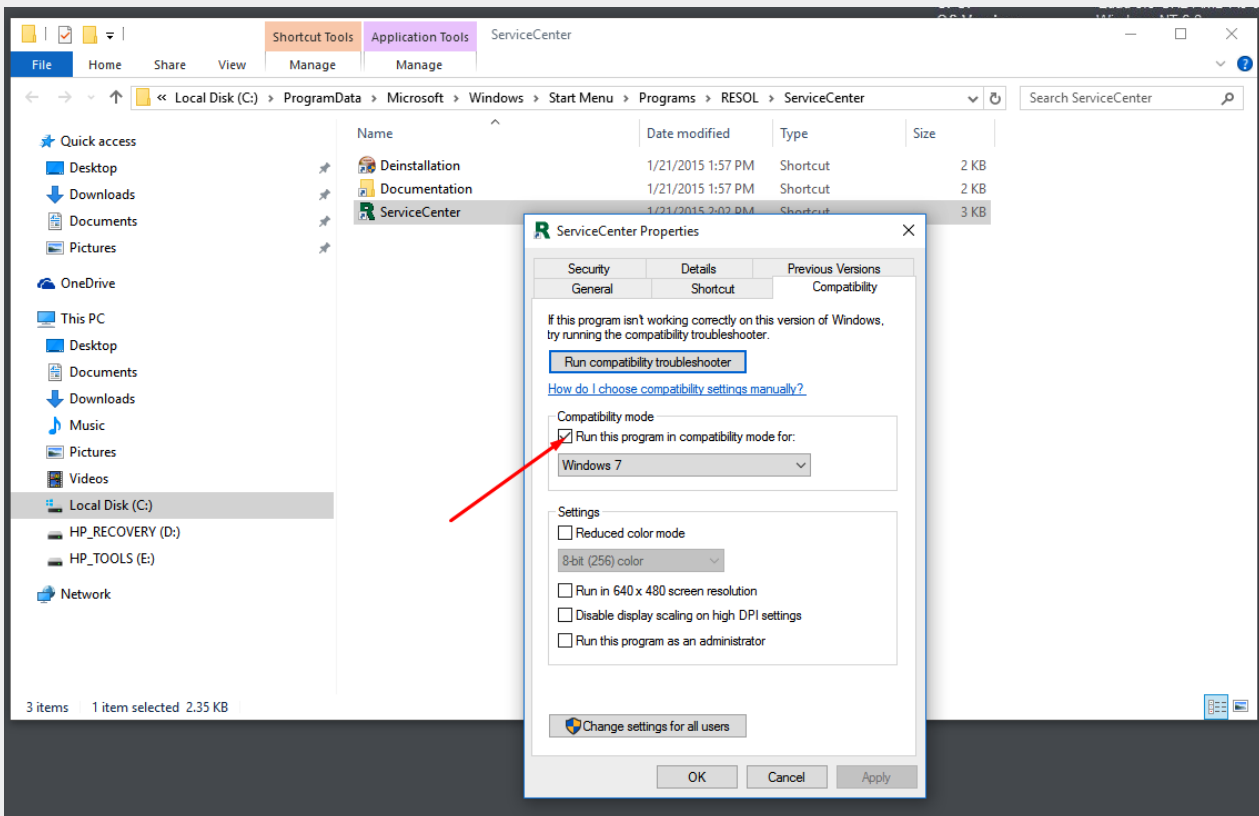 Shortcut Tools Application Tools ServiceCenter
File Home Share View Manage Manage
« Local Disk (C:) › ProgramData › Microsoft › Windows › Start Menu › Programs › RESOL › ServiceCenter Search ServiceCenter
Quick access
Desktop
Downloads
Documents
Pictures
OneDrive
This PC
Desktop
Documents
Downloads
Music
Pictures
Videos
Local Disk (C:)
HP_RECOVERY (D:)
HP_TOOLS (E:)
Network
Name Date modified Type Size
Deinstallation 1/21/2015 1:57 PM Shortcut 2 KB
Documentation 1/21/2015 1:57 PM Shortcut 2 KB
ServiceCenter 1/21/2015 2:02 PM Shortcut 3 KB
ServiceCenter Properties
Security Details Previous Versions
General Shortcut Compatibility
If this program isn't working correctly on this version of Windows,
try running the compatibility troubleshooter.
Run compatibility troubleshooter
How do I choose compatibility settings manually?
Compatibility mode
Run this program in compatibility mode for:
Windows 7
Settings
Reduced color mode
8-bit (256) color
Run in 640 x 480 screen resolution
Disable display scaling on high DPI settings
Run this program as an administrator
Change settings for all users
OK Cancel Apply
3 items 1 item selected 2.35 KB